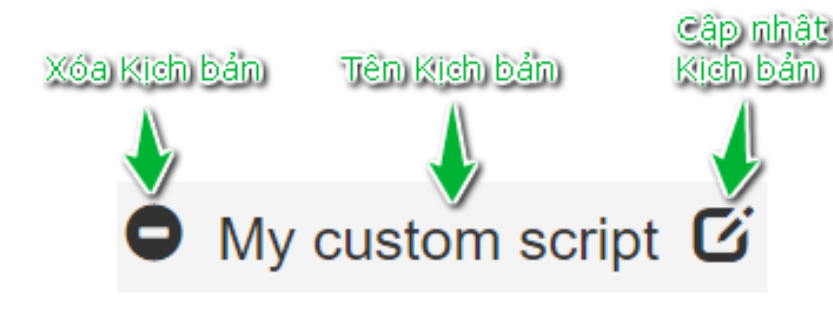 Xóa Kịch bản
Tên Kịch bản
Cập nhật
Kịch bản
My custom script